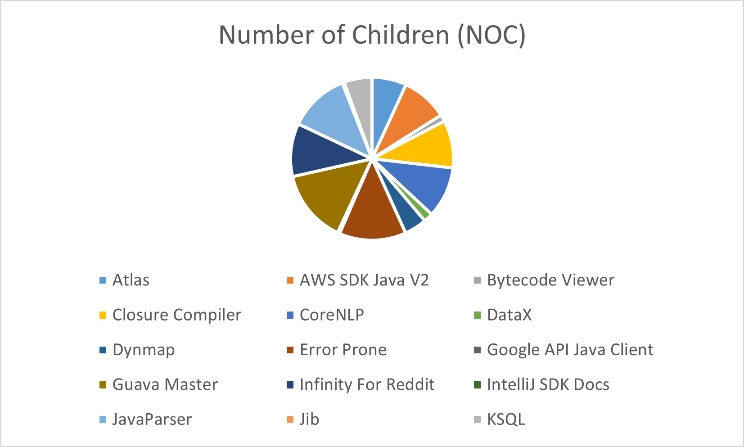 Number of Children (NOC)
Atlas AWS SDK Java V2 Bytecode Viewer
Closure Compiler CoreNLP DataX
Dynmap Error Prone Google API Java Client
Guava Master Infinity For Reddit IntelliJ SDK Docs
JavaParser Jib KSQL